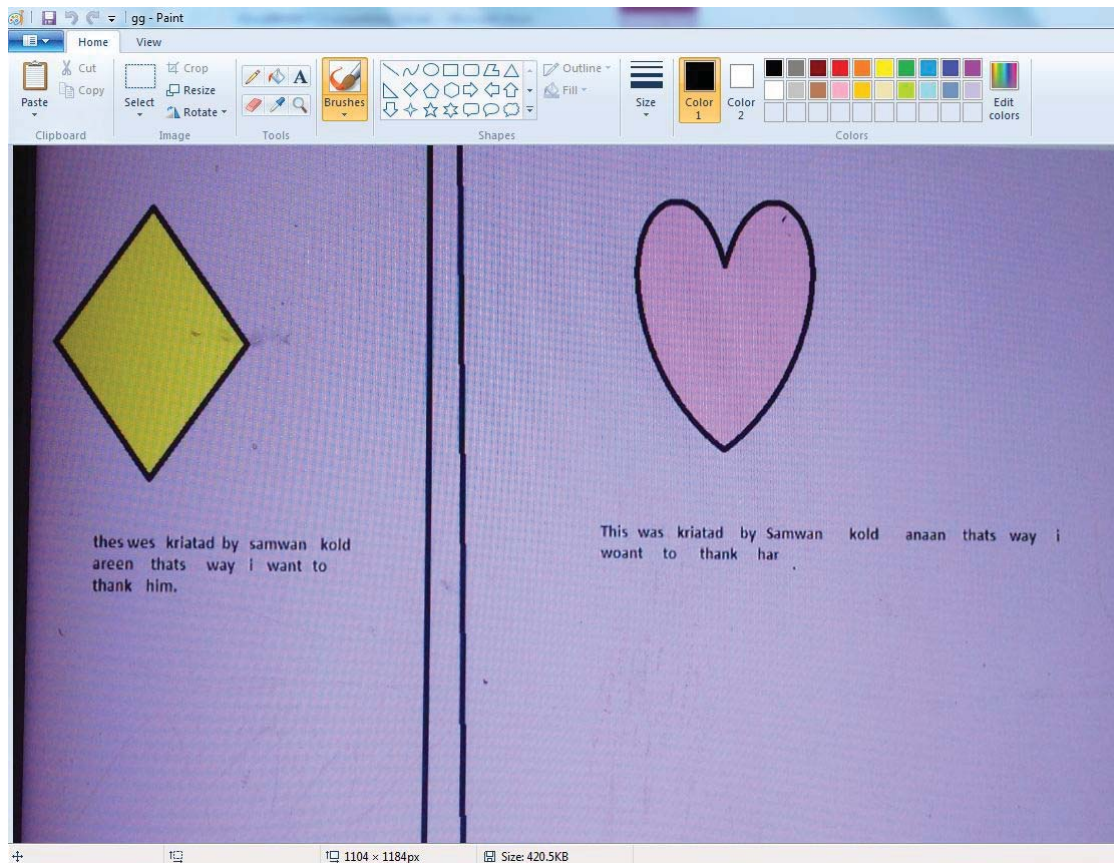 gg - Paint
Home View
Paste
Cut
Copy
Clipboard
Select
Crop
Resize
Rotate
Image
A
Tools
Brushes
Outline
Fill
Shapes
Size
Color 1
Color 2
Edit colors
Colors
thes wes kriatad by samwan kold
areen thats way i want to
thank him.
This was kriatad by Samwan kold anaan thats way i
woant to thank har
1104 × 1184px
Size: 420.5KB